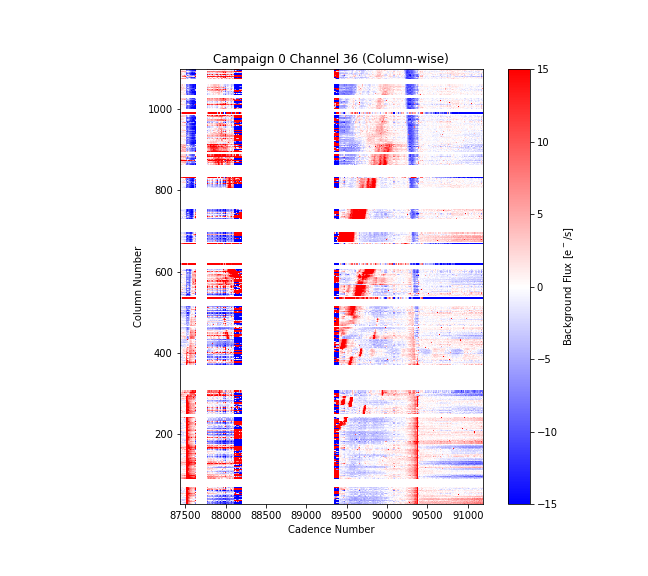 Campaign 0 Channel 36 (Column-wise)
Column Number
1000
800
600
400
200
87500 88000 88500 89000 89500 90000 90500 91000
Cadence Number
15
10
5
0
−5
−10
−15
Background Flux [e⁻/s]